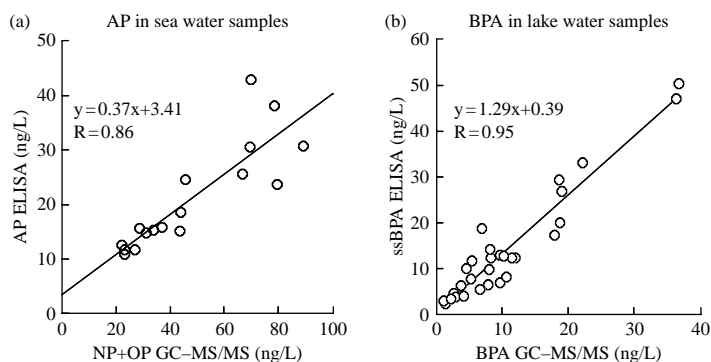 (a)
AP in sea water samples
50
40
30
20
10
0
AP ELISA (ng/L)
y=0.37x+3.41
R=0.86
0 20 40 60 80 100
NP+OP GC–MS/MS (ng/L)
(b)
BPA in lake water samples
60
50
40
30
20
10
0
ssBPA ELISA (ng/L)
y=1.29x+0.39
R=0.95
0 10 20 30 40
BPA GC–MS/MS (ng/L)